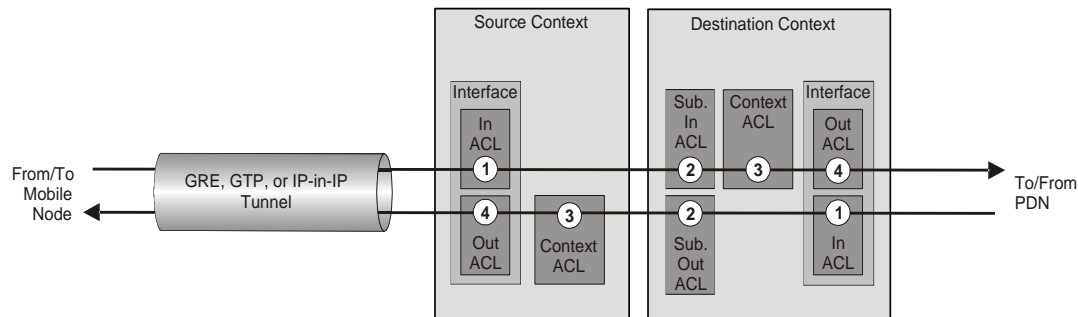 Source Context
Destination Context
Interface
In
ACL
1
4
Out
ACL
3
Context
ACL
Sub.
In
ACL
2
Context
ACL
3
Interface
Out
ACL
4
2
Sub.
Out
ACL
1
In
ACL
From/To
Mobile
Node
GRE, GTP, or IP-in-IP
Tunnel
To/From
PDN